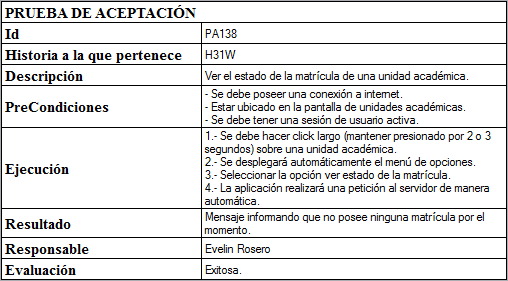 PRUEBA DE ACEPTACIÓN
Id PA138
Historia a la que pertenece H31W
Descripción Ver el estado de la matrícula de una unidad académica.
PreCondiciones
- Se debe poseer una conexión a internet.
- Estar ubicado en la pantalla de unidades académicas.
- Se debe tener una sesión de usuario activa.
Ejecución
1.- Se debe hacer click largo (mantener presionado por 2 o 3
segundos) sobre una unidad académica.
2.- Se desplegará automáticamente el menú de opciones.
3.- Seleccionar la opción ver estado de la matrícula.
4.- La aplicación realizará una petición al servidor de manera
automática.
Resultado
Mensaje informando que no posee ninguna matrícula por el
momento.
Responsable Evelin Rosero
Evaluación Exitosa.